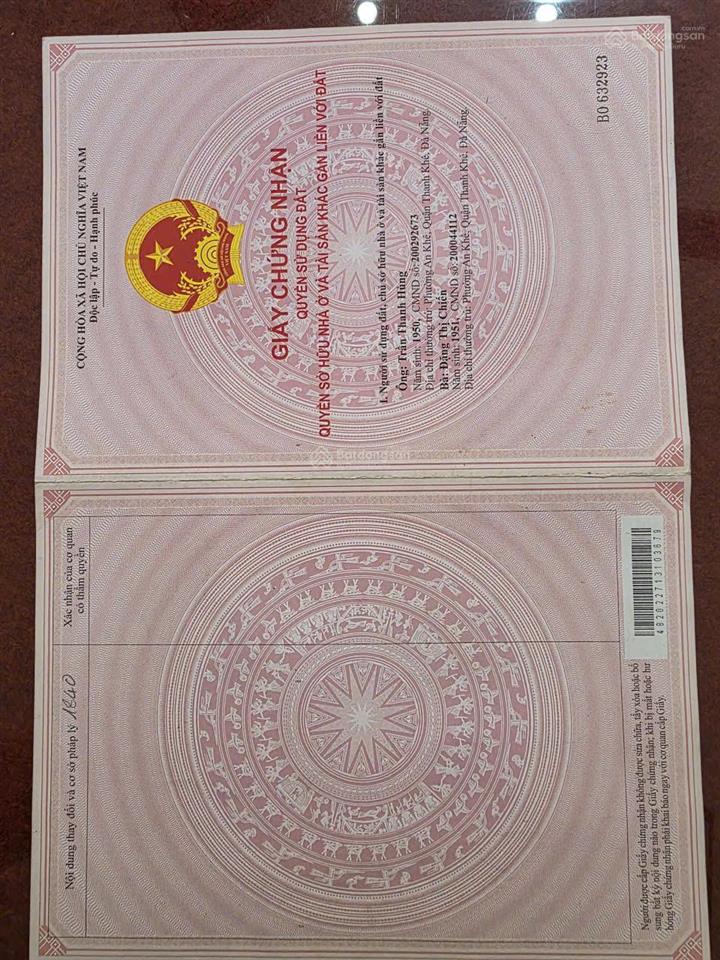 CỘNG HÒA XÃ HỘI CHỦ NGHĨA VIỆT NAM
Độc lập - Tự do - Hạnh phúc
GIẤY CHỨNG NHẬN
QUYỀN SỬ DỤNG ĐẤT
QUYỀN SỞ HỮU NHÀ Ở VÀ TÀI SẢN KHÁC GẮN LIỀN VỚI ĐẤT
I. Người sử dụng đất, chủ sở hữu nhà ở và tài sản khác gắn liền với đất
Ông: Trần Thanh Hùng
Năm sinh: 1950, CMND số: 200292673
Địa chỉ thường trú: Phường An Khê, Quận Thanh Khê, Đà Nẵng.
Bà: Đặng Thị Chiến
Năm sinh: 1951, CMND số: 200044112
Địa chỉ thường trú: Phường An Khê, Quận Thanh Khê, Đà Nẵng.
BO 632923
Nội dung thay đổi và cơ sở pháp lý 1840
Xác nhận của cơ quan
có thẩm quyền
Người được cấp Giấy chứng nhận không được sửa chữa, tẩy xóa hoặc bổ
sung bất kỳ nội dung nào trong Giấy chứng nhận; khi bị mất hoặc hư
hỏng Giấy chứng nhận phải khai báo ngay với cơ quan cấp Giấy.
482022713103679
Batdongsan
Batdongsan